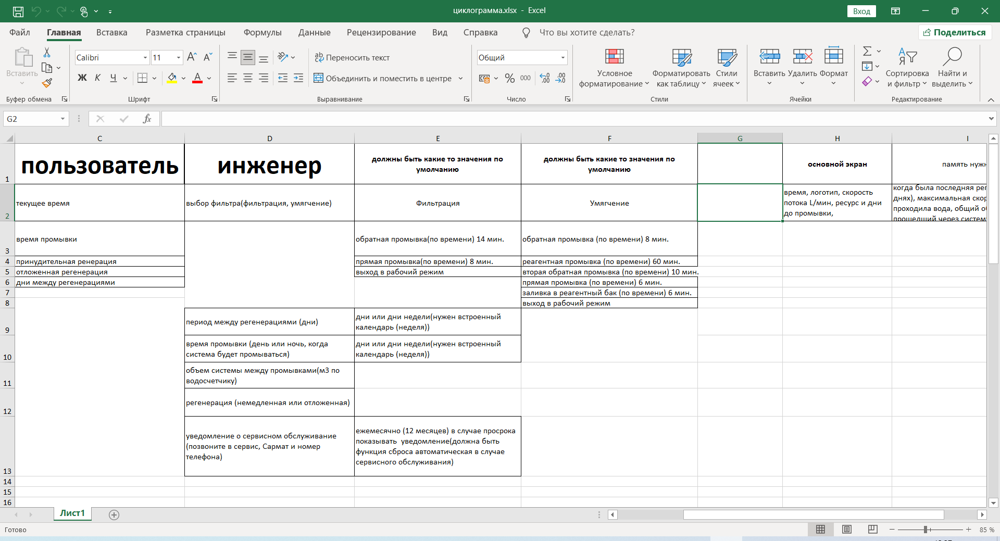 циклограмма.xlsx - Excel
Вход
Файл
Главная
Вставка
Разметка страницы
Формулы
Данные
Рецензирование
Вид
Справка
Что вы хотите сделать?
Поделиться
Вставить
Calibri
11
Ж К Ч
Переносить текст
Объединить и поместить в центре
Общий
% 000
Условное форматирование
Форматировать как таблицу
Стили ячеек
Вставить
Удалить
Формат
Сортировка и фильтр
Найти и выделить
Буфер обмена
Шрифт
Выравнивание
Число
Стили
Ячейки
Редактирование
G2
fx
C D E F G H I
1
пользователь
инженер
должны быть какие то значения по
умолчанию
должны быть какие то значения по
умолчанию
основной экран
память нужн
2
текущее время
выбор фильтра(фильтрация, умягчение)
Фильтрация
Умягчение
время, логотип, скорость
потока L/мин, ресурс и дни
до промывки,
когда была последняя рег
днях), максимальная скор
проходила вода, общий об
прошедший через систему
3
время промывки
обратная промывка(по времени) 14 мин.
обратная промывка (по времени) 8 мин.
4
принудительная ренерация
прямая промывка(по времени) 8 мин.
реагентная промывка (по времени) 60 мин.
5
отложенная регенерация
выход в рабочий режим
вторая обратная промывка (по времени) 10 мин.
6
дни между регенерациями
прямая промывка (по времени) 6 мин.
7
заливка в реагентный бак (по времени) 6 мин.
8
выход в рабочий режим
9
период между регенерациями (дни)
дни или дни недели(нужен встроенный
календарь (неделя))
10
время промывки (день или ночь, когда
система будет промываться)
дни или дни недели(нужен встроенный
календарь (неделя))
11
объем системы между промывками(м3 по
водосчетчику)
12
регенерация (немедленная или отложенная)
13
уведомление о сервисном обслуживание
(позвоните в сервис, Сармат и номер
телефона)
ежемесячно (12 месяцев) в случае просрока
показывать  уведомление(должна быть
функция сброса автоматическая в случае
сервисного обслуживания)
14
15
16
Лист1
Готово
85 %